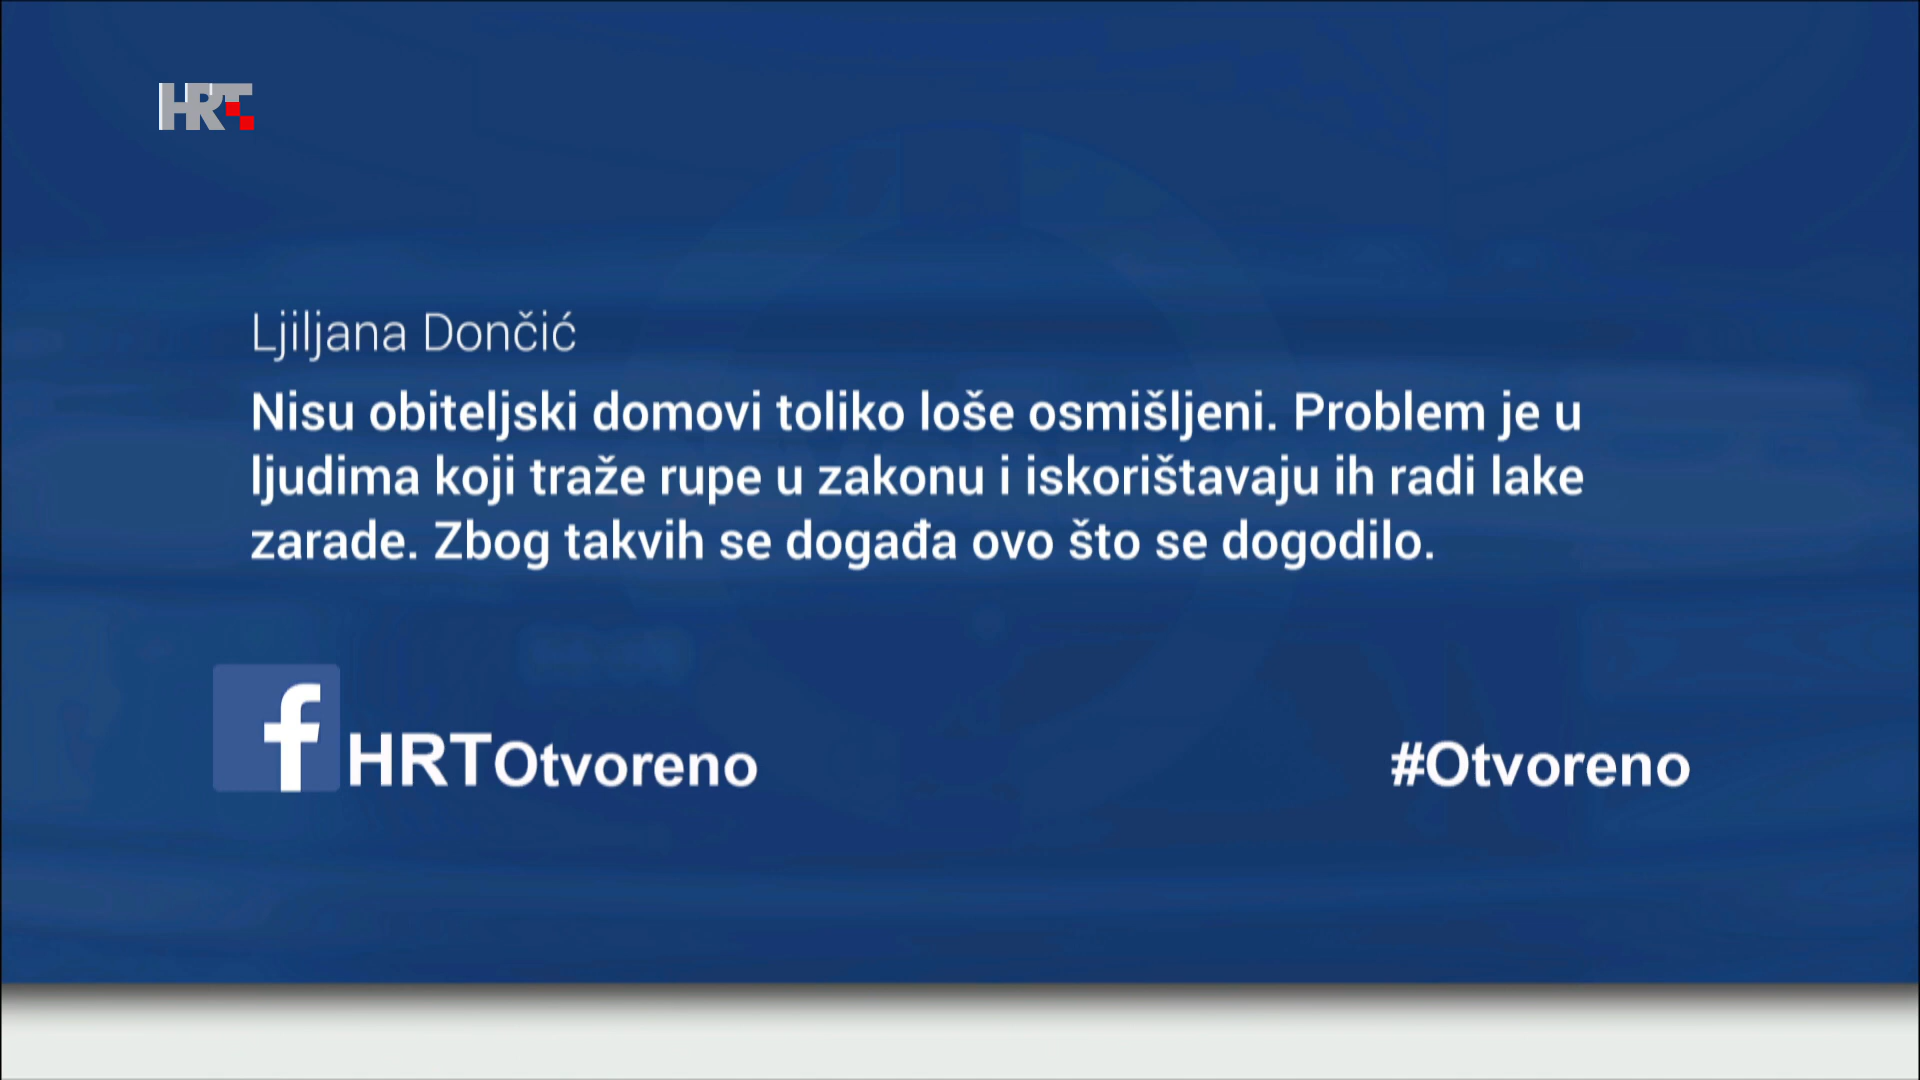 HRT
Ljiljana Dončić
Nisu obiteljski domovi toliko loše osmišljeni. Problem je u
ljudima koji traže rupe u zakonu i iskorištavaju ih radi lake
zarade. Zbog takvih se događa ovo što se dogodilo.
f HRTOtvoreno
#Otvoreno